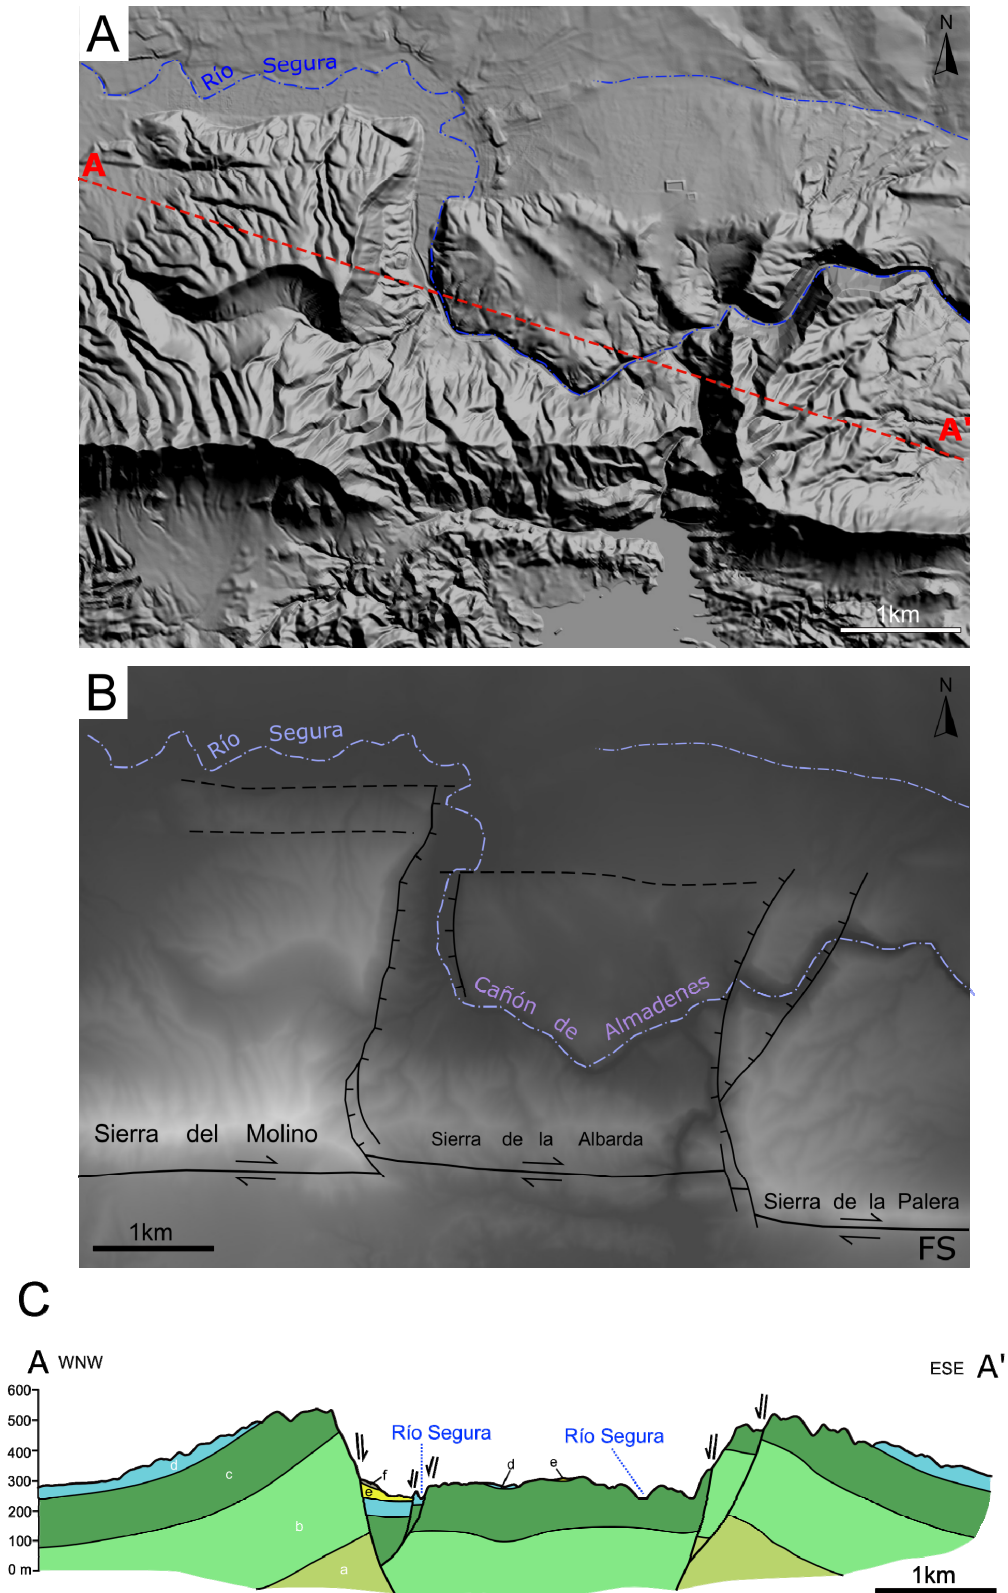 A
N
Río Segura
A
A'
1km
B
N
Río Segura
Cañón de Almadenes
Sierra del Molino
Sierra de la Albarda
Sierra de la Palera
1km
FS
C
A WNW
ESE A'
600
500
400
300
200
100
0 m
Río Segura
Río Segura
d
c
b
a
f
e
d
e
1km